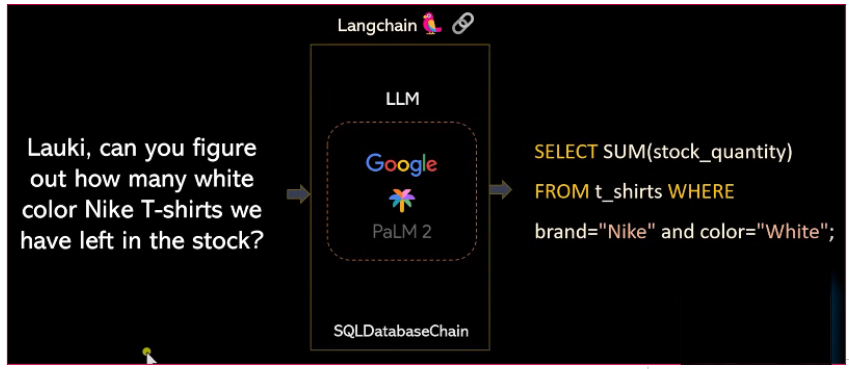 Langchain
LLM
Lauki, can you figure
out how many white
color Nike T-shirts we
have left in the stock?
Google
PaLM 2
SELECT SUM(stock_quantity)
FROM t_shirts WHERE
brand="Nike" and color="White";
SQLDatabaseChain